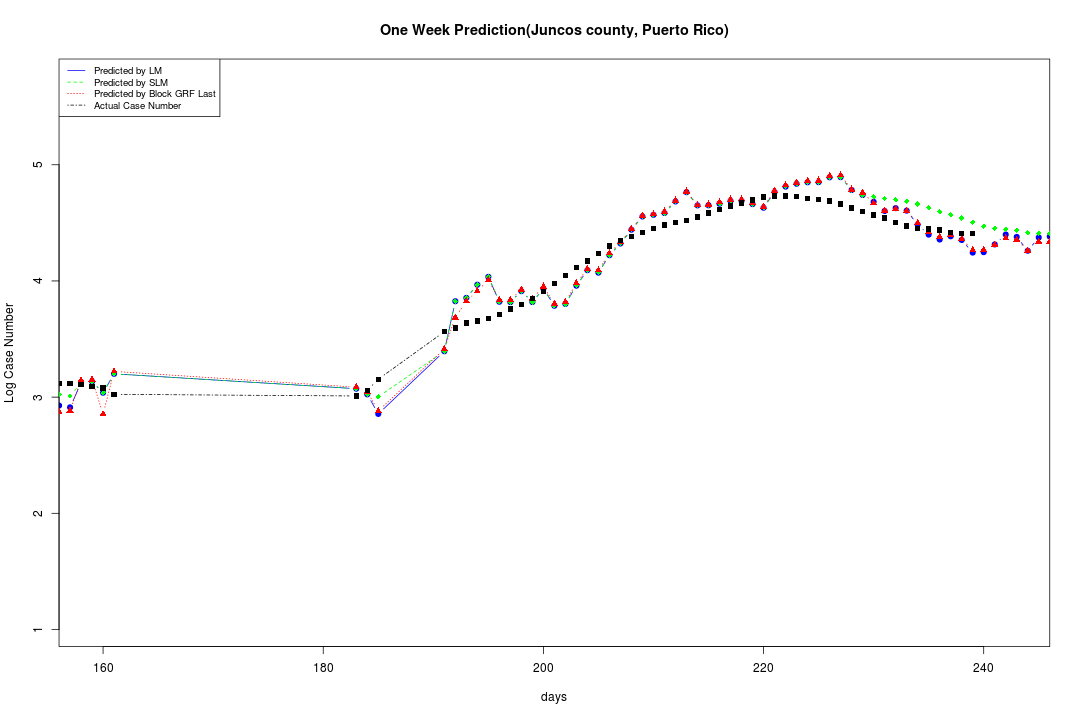 One Week Prediction(Juncos county, Puerto Rico)
Predicted by LM
Predicted by SLM
Predicted by Block GRF Last
Actual Case Number
Log Case Number
5
4
3
2
1
160 180 200 220 240
days